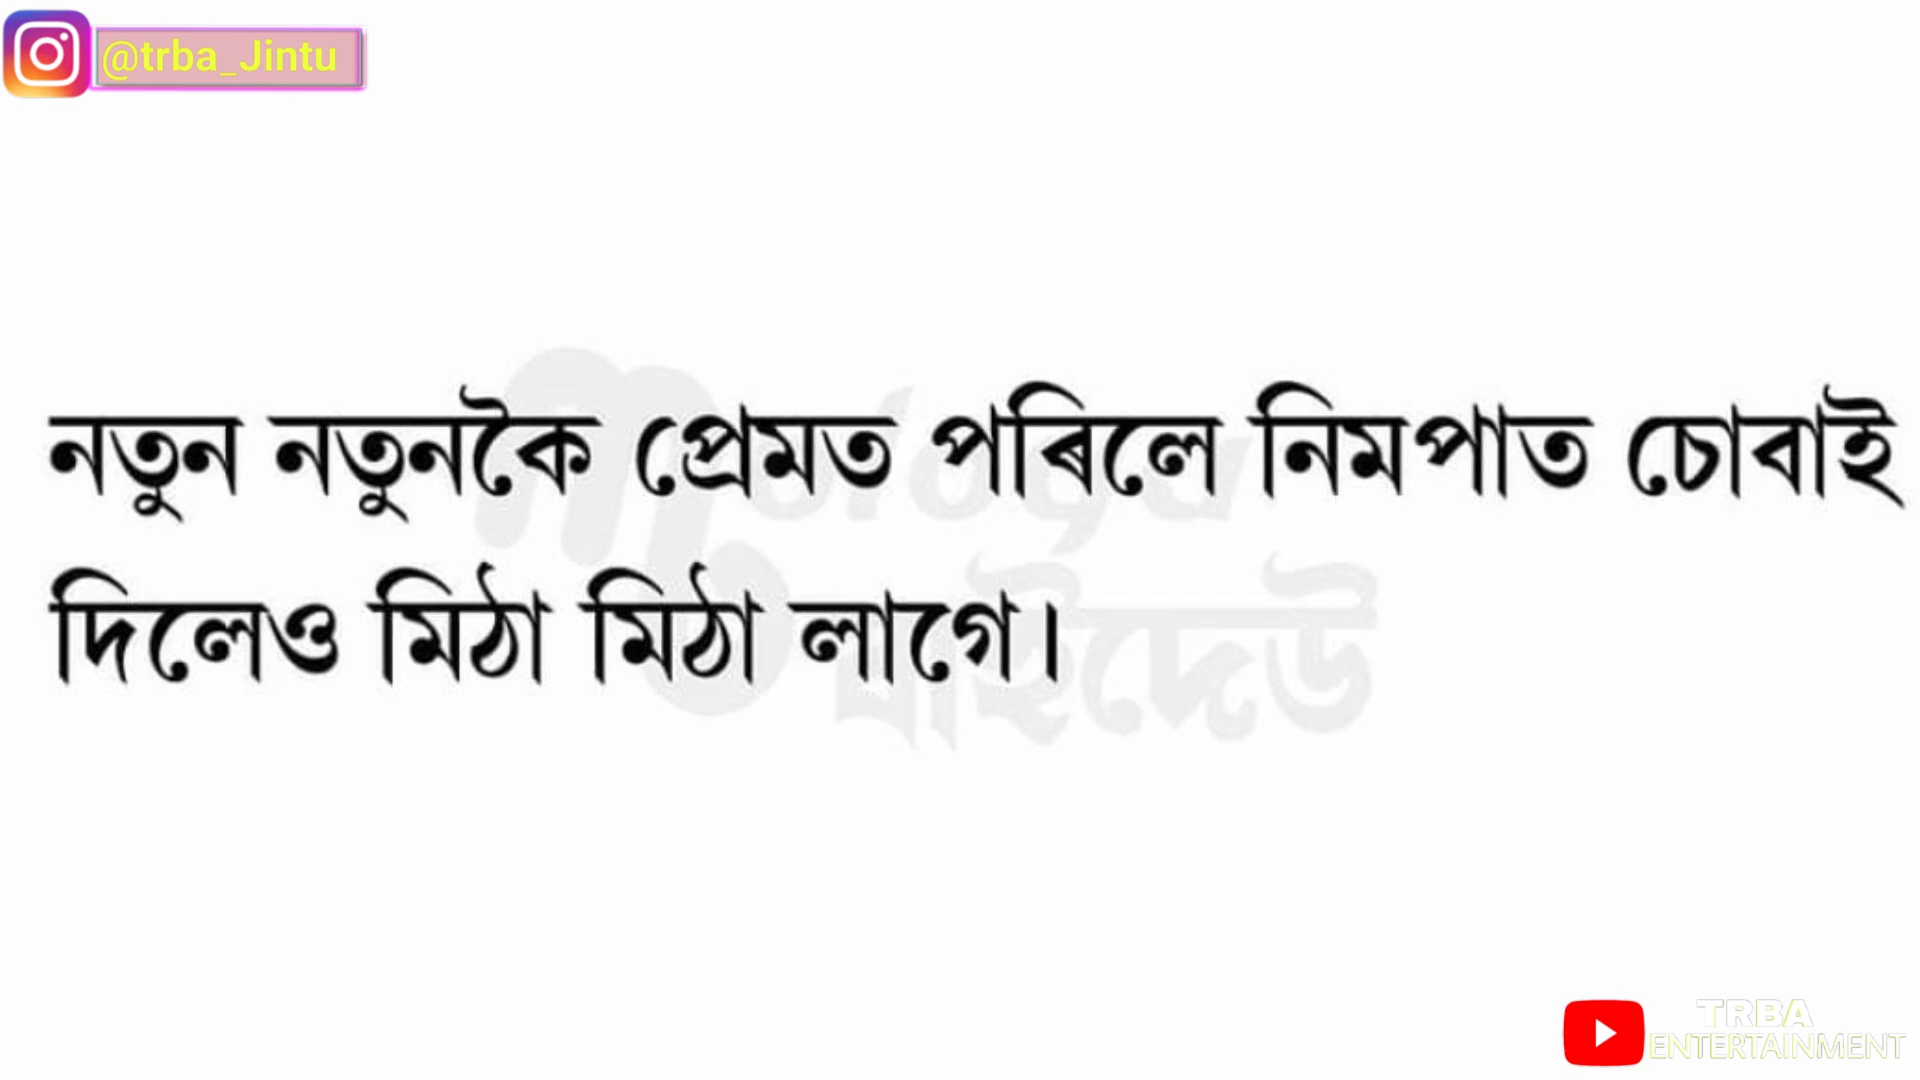 @trba_Jintu
নতুন নতুনকৈ প্ৰেমত পৰিলে নিমপাত চোবাই
দিলেও মিঠা মিঠা লাগে।
TRBA
ENTERTAINMENT